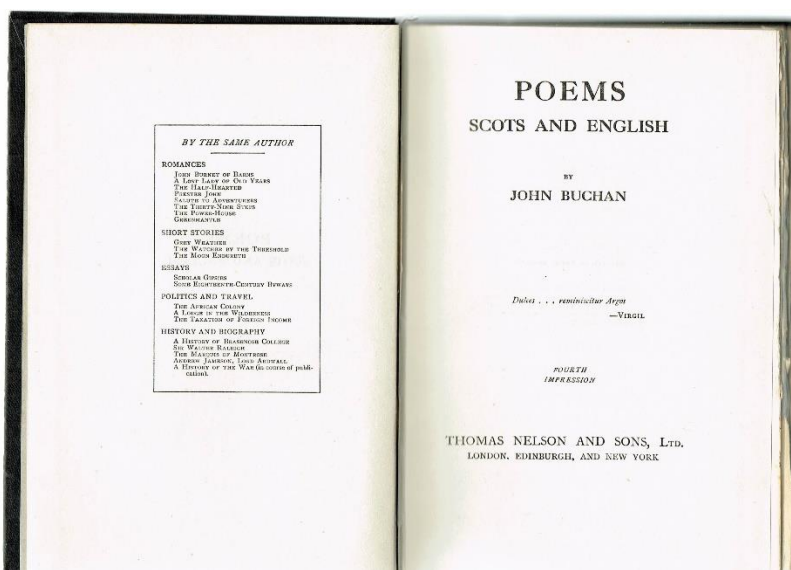 BY THE SAME AUTHOR
ROMANCES
JOHN BURNET OF BARNS
A LOST LADY OF OLD YEARS
THE HALF-HEARTED
PRESTER JOHN
SALUTE TO ADVENTURERS
THE THIRTY-NINE STEPS
THE POWER-HOUSE
GREENMANTLE
SHORT STORIES
GREY WEATHER
THE WATCHER BY THE THRESHOLD
THE MOON ENDURETH
ESSAYS
SCHOLAR GIPSIES
SOME EIGHTEENTH-CENTURY BYWAYS
POLITICS AND TRAVEL
THE AFRICAN COLONY
A LODGE IN THE WILDERNESS
THE TAXATION OF FOREIGN INCOME
HISTORY AND BIOGRAPHY
A HISTORY OF BRASENOSE COLLEGE
SIR WALTER RALEIGH
THE MARQUIS OF MONTROSE
ANDREW JAMESON, LORD ARDWALL
A HISTORY OF THE WAR (in course of publi-
cation).
POEMS
SCOTS AND ENGLISH
BY
JOHN BUCHAN
Dulces . . . reminiscitur Argos
—VIRGIL
FOURTH
IMPRESSION
THOMAS NELSON AND SONS, LTD.
LONDON, EDINBURGH, AND NEW YORK